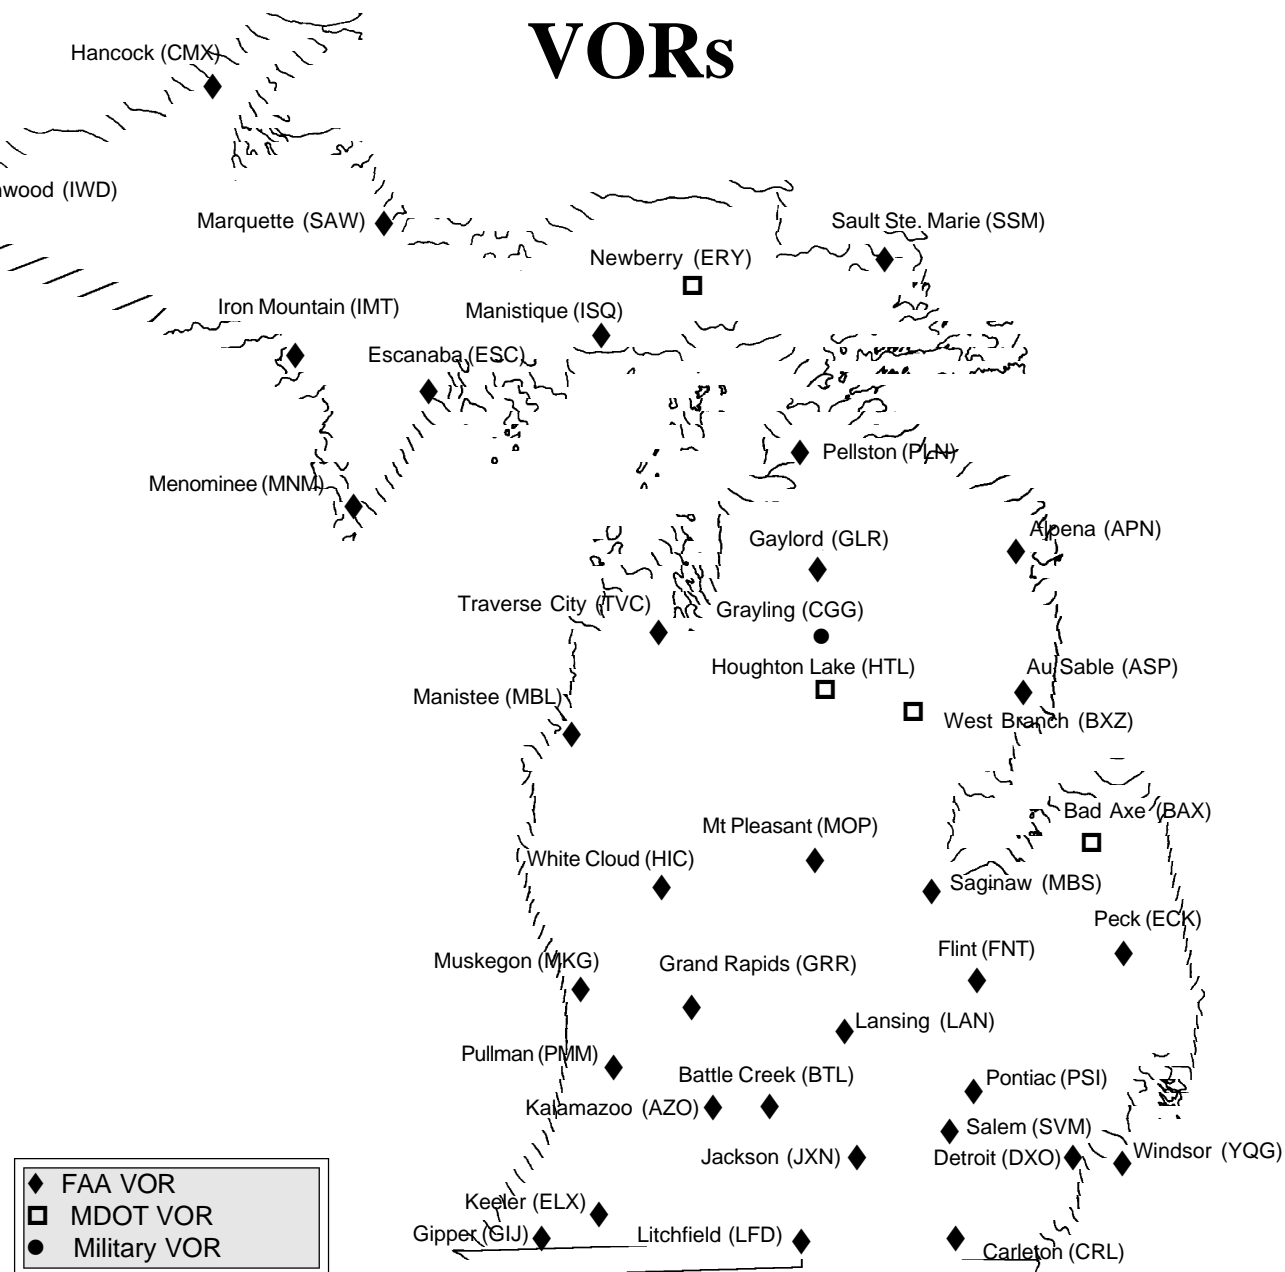 VORs
Hancock (CMX)
wood (IWD)
Marquette (SAW)
Sault Ste. Marie (SSM)
Newberry (ERY)
Iron Mountain (IMT)
Manistique (ISQ)
Escanaba (ESC)
Pellston (PLN)
Menominee (MNM)
Alpena (APN)
Gaylord (GLR)
Traverse City (TVC)
Grayling (CGG)
Houghton Lake (HTL)
Au Sable (ASP)
Manistee (MBL)
West Branch (BXZ)
Bad Axe (BAX)
Mt Pleasant (MOP)
White Cloud (HIC)
Saginaw (MBS)
Peck (ECK)
Flint (FNT)
Muskegon (MKG)
Grand Rapids (GRR)
Lansing (LAN)
Pullman (PMM)
Battle Creek (BTL)
Pontiac (PSI)
Kalamazoo (AZO)
Salem (SVM)
Windsor (YQG)
Jackson (JXN)
Detroit (DXO)
FAA VOR
MDOT VOR
Military VOR
Keeler (ELX)
Gipper (GIJ)
Litchfield (LFD)
Carleton (CRL)